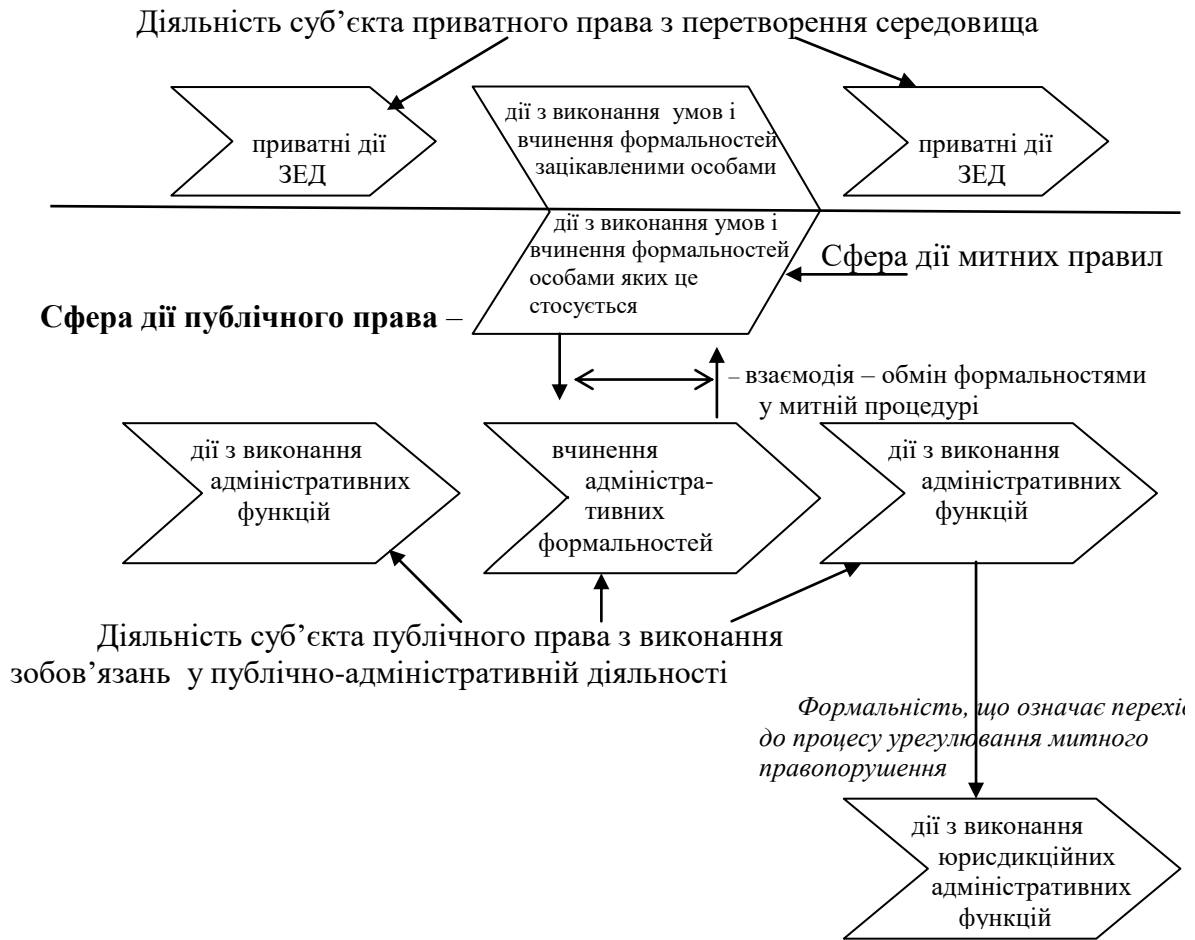 Діяльність суб’єкта приватного права з перетворення середовища
приватні дії
ЗЕД
дії з виконання умов і
вчинення формальностей
зацікавленими особами
приватні дії
ЗЕД
дії з виконання умов і
вчинення формальностей
особами яких це
стосується
Сфера дії митних правил
Сфера дії публічного права –
– взаємодія – обмін формальностями
у митній процедурі
дії з виконання
адміністративних
функцій
вчинення
адміністра-
тивних
формальностей
дії з виконання
адміністративних
функцій
Діяльність суб’єкта публічного права з виконання
зобов’язань у публічно-адміністративній діяльності
Формальність, що означає перехід
до процесу урегулювання митного
правопорушення
дії з виконання
юрисдикційних
адміністративних
функцій